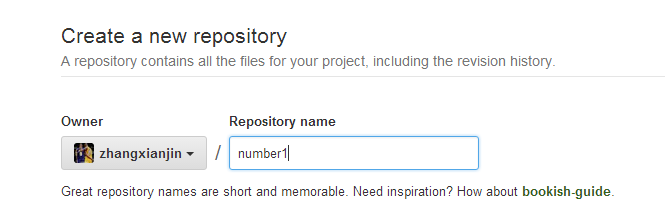 Create a new repository
A repository contains all the files for your project, including the revision history.
Owner Repository name
zhangxianjin / number1
Great repository names are short and memorable. Need inspiration? How about bookish-guide.